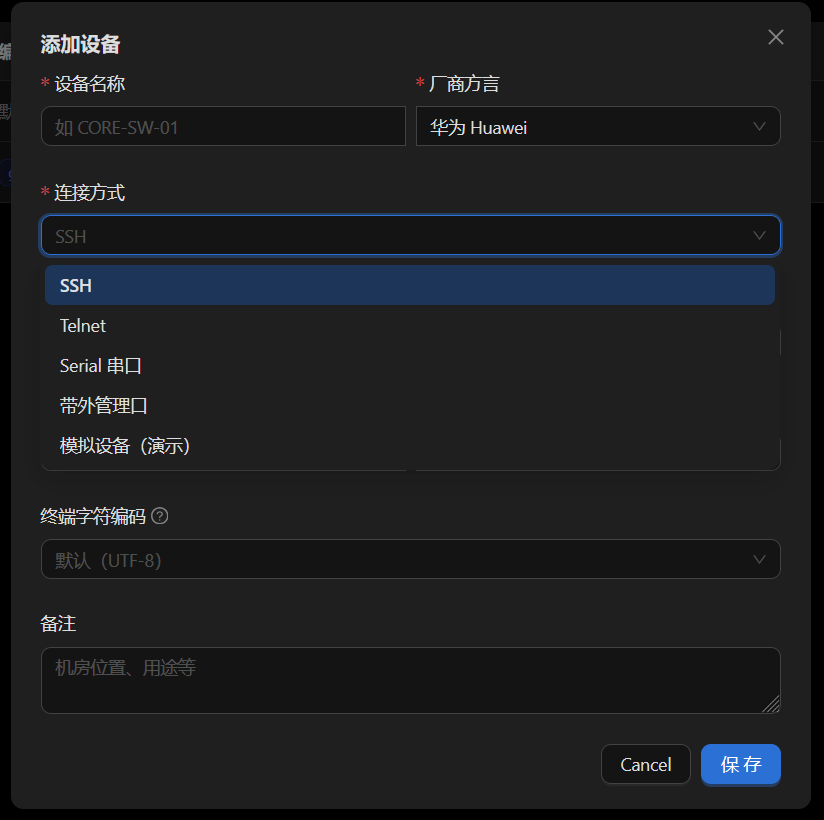 添加设备
* 设备名称
* 厂商方言
如 CORE-SW-01
华为 Huawei
* 连接方式
SSH
SSH
Telnet
Serial 串口
带外管理口
模拟设备（演示）
终端字符编码
默认（UTF-8）
备注
机房位置、用途等
Cancel
保 存